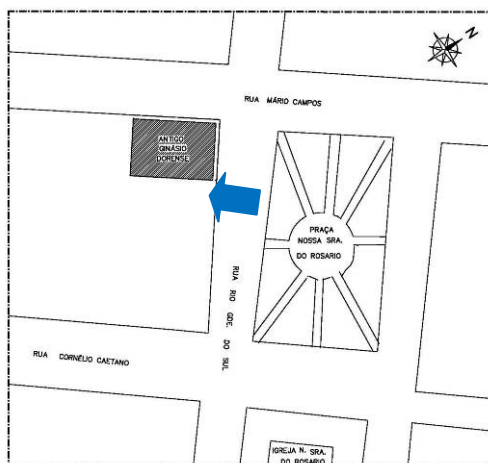 N
RUA MÁRIO CAMPOS
ANTIGO
GINÁSIO
DORENSE
PRAÇA
NOSSA SRA.
DO ROSARIO
RUA RIO GDE. DO SUL
RUA CORNÉLIO CAETANO
IGREJA N. SRA.
DO ROSARIO